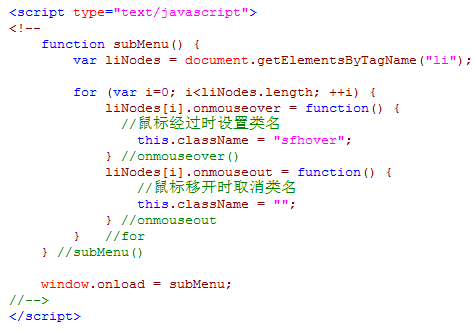 <script type="text/javascript">
<!--
    function subMenu() {
        var liNodes = document.getElementsByTagName("li");

        for (var i=0; i<liNodes.length; ++i) {
            liNodes[i].onmouseover = function() {
              //鼠标经过时设置类名
                this.className = "sfhover";
            } //onmouseover()
            liNodes[i].onmouseout = function() {
                //鼠标移开时取消类名
                this.className = "";
            } //onmouseout
        }   //for
    } //subMenu()

    window.onload = subMenu;
//-->
</script>